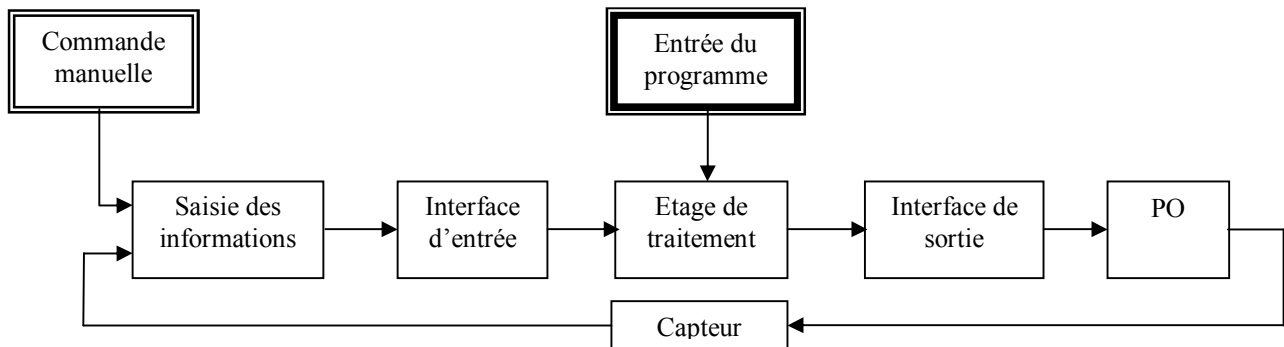 Commande
manuelle
Entrée du
programme
Saisie des
informations
Interface
d’entrée
Etage de
traitement
Interface de
sortie
PO
Capteur